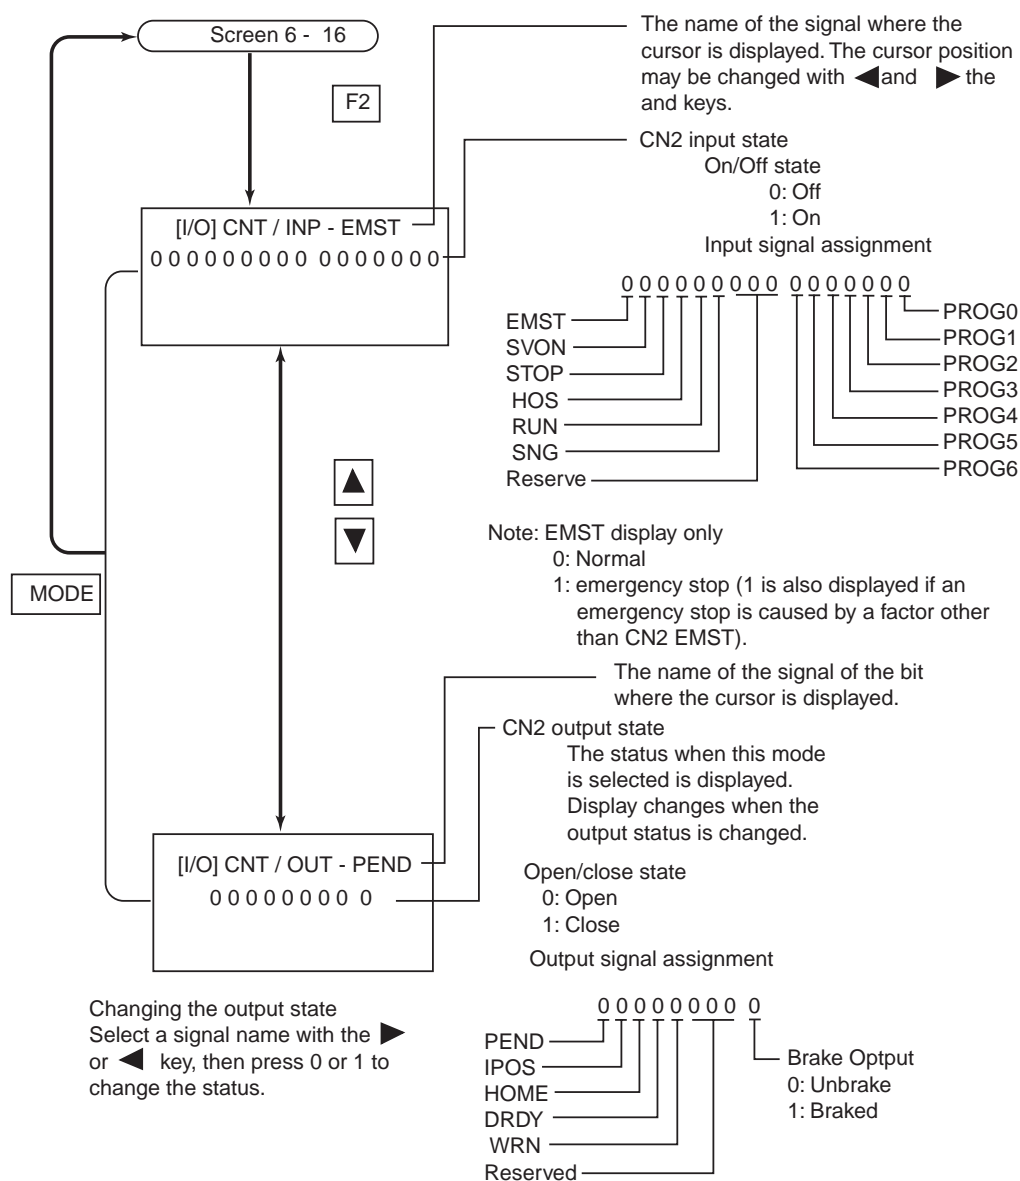 Screen 6 - 16
F2
The name of the signal where the
cursor is displayed. The cursor position
may be changed with ◀and ▶ the
and keys.
CN2 input state
On/Off state
0: Off
1: On
Input signal assignment
[I/O] CNT / INP - EMST
0 0 0 0 0 0 0 0 0 0 0 0 0 0 0 0
0 0 0 0 0 0 0 0 0 0 0 0 0 0 0 0
EMST
SVON
STOP
HOS
RUN
SNG
Reserve
PROG0
PROG1
PROG2
PROG3
PROG4
PROG5
PROG6
▲
▼
MODE
Note: EMST display only
0: Normal
1: emergency stop (1 is also displayed if an
emergency stop is caused by a factor other
than CN2 EMST).
The name of the signal of the bit
where the cursor is displayed.
CN2 output state
The status when this mode
is selected is displayed.
Display changes when the
output status is changed.
[I/O] CNT / OUT - PEND
0 0 0 0 0 0 0 0 0
Open/close state
0: Open
1: Close
Output signal assignment
Changing the output state
Select a signal name with the ▶
or ◀ key, then press 0 or 1 to
change the status.
0 0 0 0 0 0 0 0 0
PEND
IPOS
HOME
DRDY
WRN
Reserved
Brake Optput
0: Unbrake
1: Braked